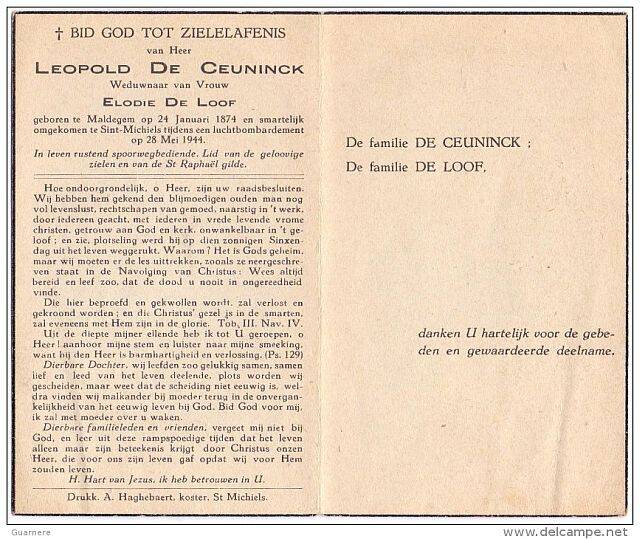 † BID GOD TOT ZIELELAFENIS
van Heer
LEOPOLD DE CEUNINCK
Weduwnaar van Vrouw
ELODIE DE LOOF
geboren te Maldegem op 24 Januari 1874 en smartelijk
omgekomen te Sint-Michiels tijdens een luchtbombardement
op 28 Mei 1944.
In leven rustend spoorwegbediende. Lid van de geloovige
zielen en van de St Raphaël gilde.
Hoe ondoorgrondelijk, o Heer, zijn uw raadsbesluiten.
Wij hebben hem gekend den blijmoedigen ouden man nog
vol levenslust, rechtschapen van gemoed, naarstig in 't werk,
door iedereen geacht, met iederen in vrede levend vrome
christen, getrouw aan God en kerk, onwankelbaar in 't ge-
loof ; en zie, plotseling werd hij op dien zonnigen Sinxen-
dag uit het leven weggerukt. Waarom ? Het is Gods geheim,
maar wij moeten er de les uittrekken, zooals ze neergeschre-
ven staat in de Navolging van Christus : Wees altijd
bereid en leef zoo, dat de dood u nooit in ongereedheid
vinde.
Die hier beproefd en gekwollen wordt, zal verlost en
gekroond worden ; en die Christus' gezel is in de smarten,
zal eveneens met Hem zijn in de glorie. Tob, III. Nav. IV.
Uit de diepte mijner ellende heb ik tot U geroepen, o
Heer ! aanhoor mijne stem en luister naar mijne smeeking,
want bij den Heer is barmhartigheid en verlossing. (Ps. 129)
Dierbare Dochter, wij leefden zoo gelukkig samen, samen
lief en leed van het leven deelende, plots worden wij
gescheiden, maar weet dat de scheiding niet eeuwig is, wel-
dra vinden wij malkander bij moeder terug in de onvergan-
kelijkheid van het eeuwig leven bij God. Bid God voor mij,
ik zal met moeder over u waken.
Dierbare familieleden en vrienden, vergeet mij niet bij
God, en leer uit deze rampspoedige tijden dat het leven
alleen maar zijn beteekenis krijgt door Christus onzen
Heer, die voor ons zijn leven gaf opdat wij voor Hem
zouden leven.
H. Hart van Jezus, ik heb betrouwen in U.
Drukk. A. Haghebaert, koster, St Michiels.
De familie DE CEUNINCK ;
De familie DE LOOF,
danken U hartelijk voor de gebe-
den en gewaardeerde deelname.
Guarnere
delcampe.net